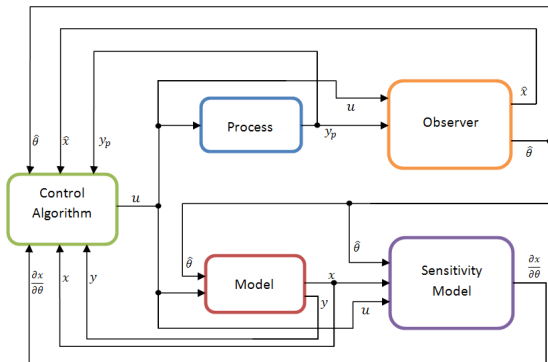 x̂
u
Process
y_p
Observer
θ̂
x̂
y_p
θ̂
Control
Algorithm
u
∂x/∂θ
x
y
θ̂
θ̂
Model
x
y
u
Sensitivity
Model
∂x/∂θ